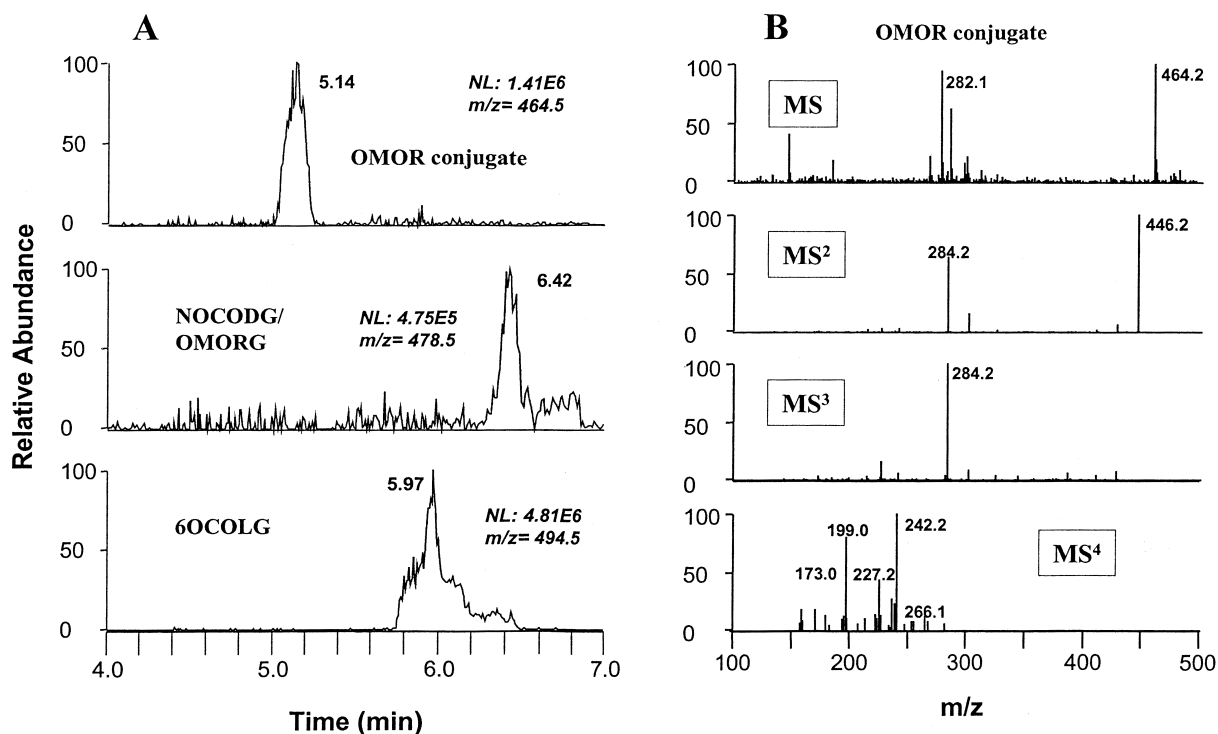 A
100
50
0
5.14
NL: 1.41E6
m/z= 464.5
OMOR conjugate
100
50
0
NOCODG/
OMORG
NL: 4.75E5
m/z= 478.5
6.42
100
50
0
6OCOLG
5.97
NL: 4.81E6
m/z= 494.5
4.0 5.0 6.0 7.0
Time (min)
Relative Abundance
B
OMOR conjugate
100
50
0
MS
282.1
464.2
100
50
0
MS²
284.2
446.2
100
50
0
MS³
284.2
100
50
0
173.0
199.0
227.2
242.2
266.1
MS⁴
100 200 300 400 500
m/z